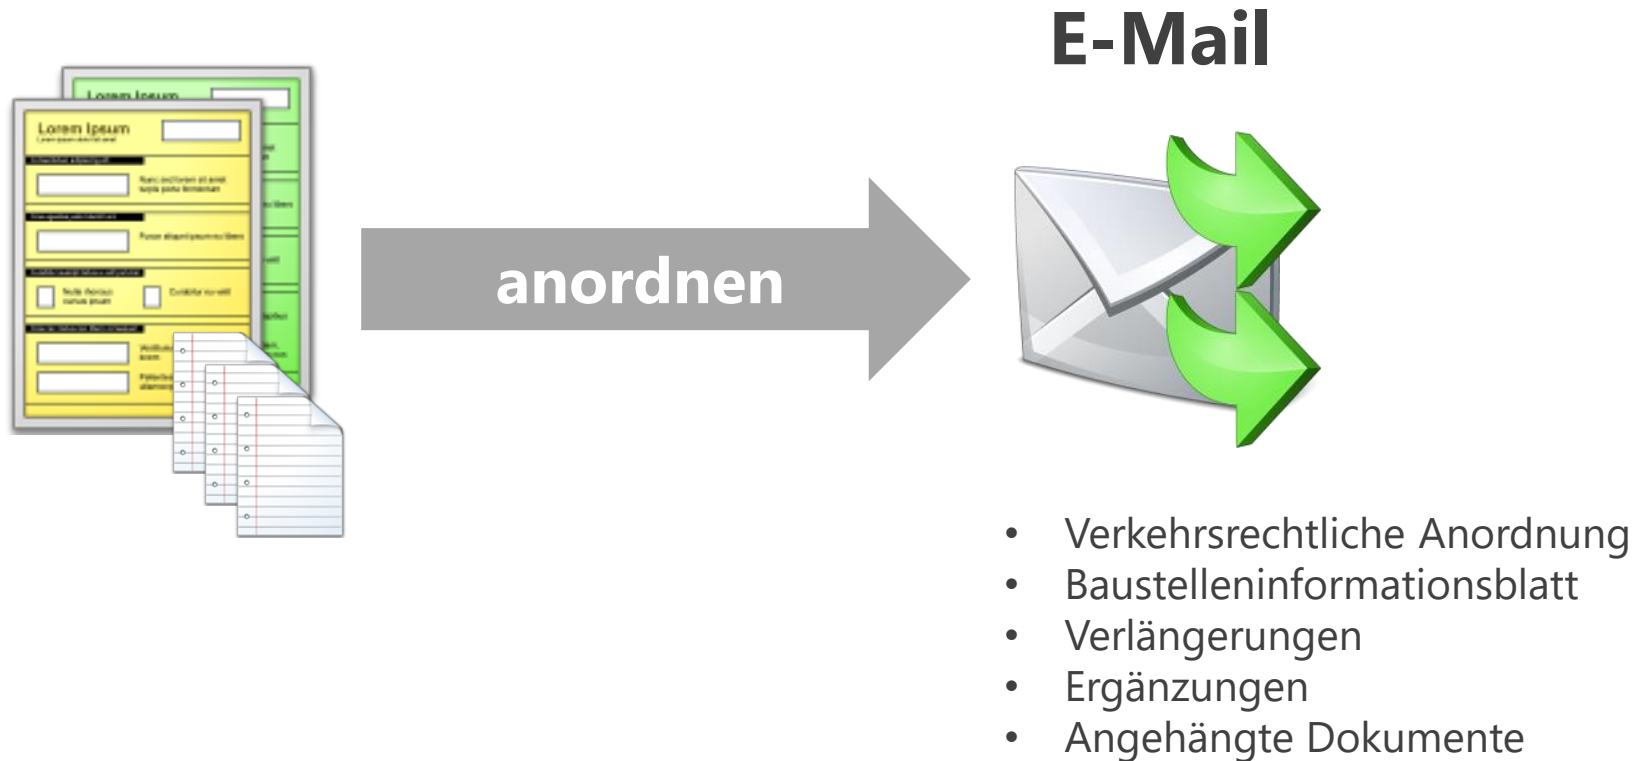 E-Mail
Lorem Ipsum
Lorem Ipsum
anordnen
• Verkehrsrechtliche Anordnung
• Baustelleninformationsblatt
• Verlängerungen
• Ergänzungen
• Angehängte Dokumente